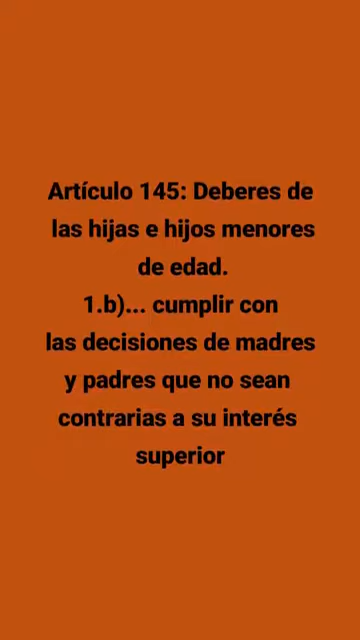 Artículo 145: Deberes de
las hijas e hijos menores
de edad.
1.b)... cumplir con
las decisiones de madres
y padres que no sean
contrarias a su interés
superior